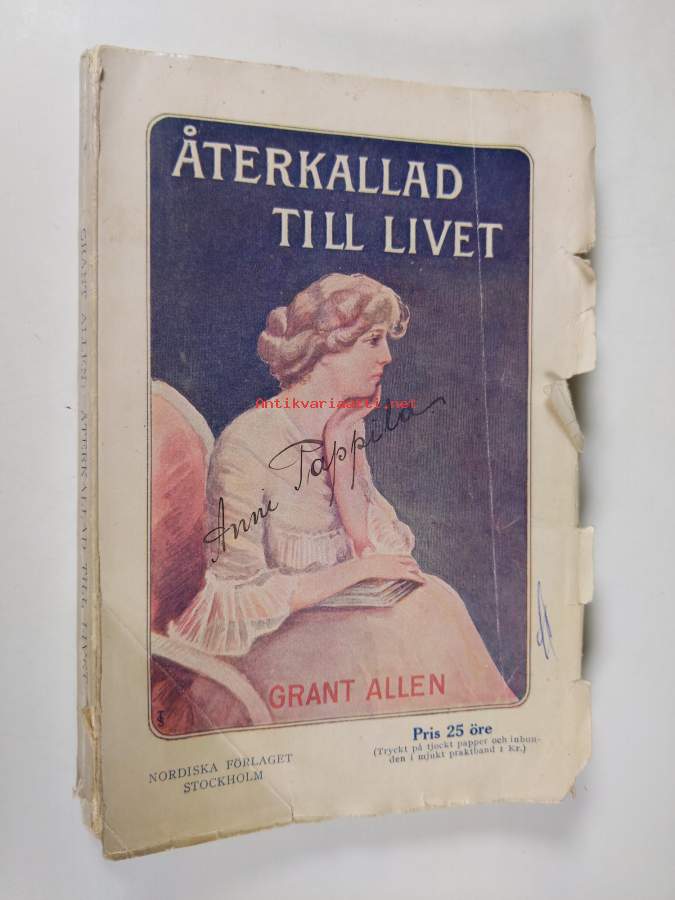 ÅTERKALLAD
TILL LIVET
Antikvariaatti.net
Anni Pappila
GRANT ALLEN
Pris 25 öre
(Tryckt på tjockt papper och inbun-
den i mjukt praktband 1 Kr.)
NORDISKA FÖRLAGET
STOCKHOLM
GRANT ALLEN: ÅTERKALLAD TILL LIVET